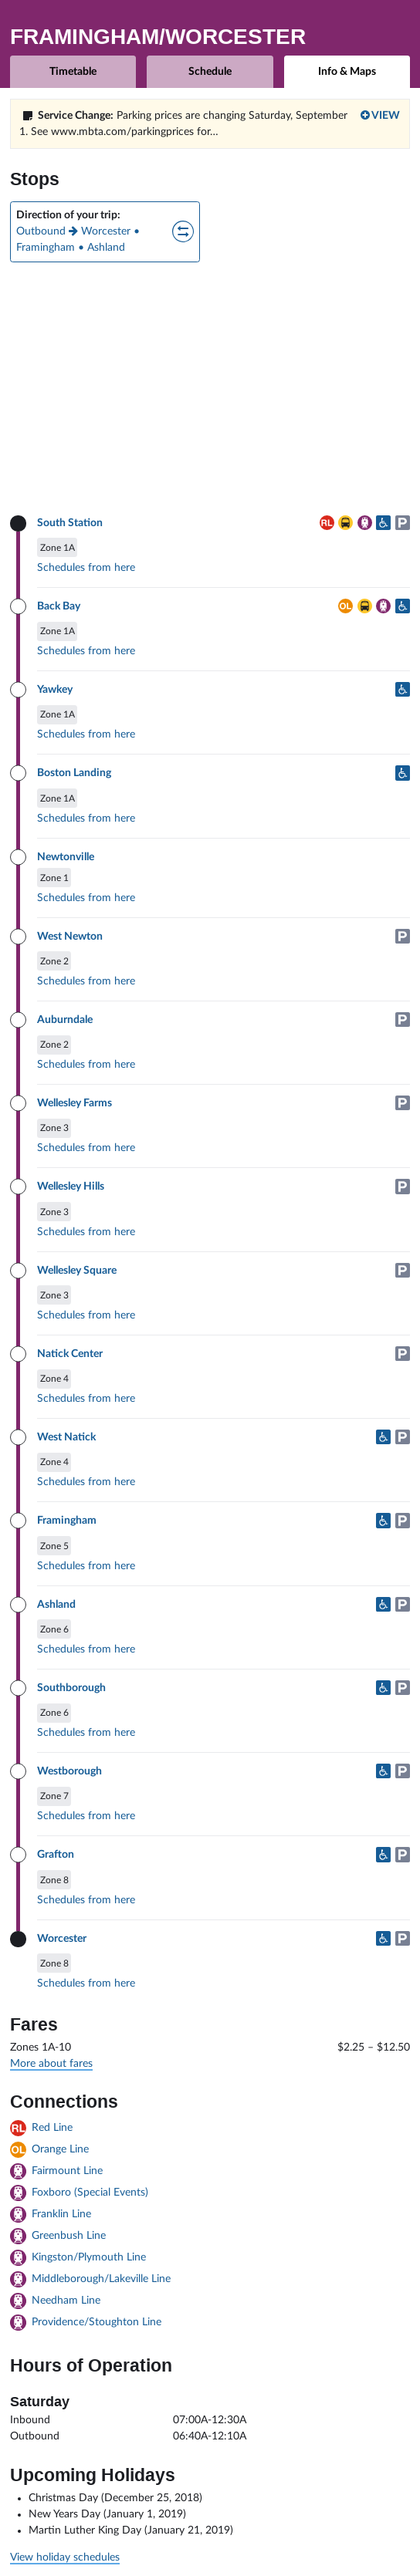 FRAMINGHAM/WORCESTER
Timetable
Schedule
Info & Maps
Service Change: Parking prices are changing Saturday, September
1. See www.mbta.com/parkingprices for...
VIEW
Stops
Direction of your trip:
Outbound → Worcester •
Framingham • Ashland
South Station
RL
P
Zone 1A
Schedules from here
Back Bay
OL
Zone 1A
Schedules from here
Yawkey
Zone 1A
Schedules from here
Boston Landing
Zone 1A
Schedules from here
Newtonville
Zone 1
Schedules from here
West Newton
P
Zone 2
Schedules from here
Auburndale
P
Zone 2
Schedules from here
Wellesley Farms
P
Zone 3
Schedules from here
Wellesley Hills
P
Zone 3
Schedules from here
Wellesley Square
P
Zone 3
Schedules from here
Natick Center
P
Zone 4
Schedules from here
West Natick
P
Zone 4
Schedules from here
Framingham
P
Zone 5
Schedules from here
Ashland
P
Zone 6
Schedules from here
Southborough
P
Zone 6
Schedules from here
Westborough
P
Zone 7
Schedules from here
Grafton
P
Zone 8
Schedules from here
Worcester
P
Zone 8
Schedules from here
Fares
Zones 1A-10 $2.25 – $12.50
More about fares
Connections
RL Red Line
OL Orange Line
Fairmount Line
Foxboro (Special Events)
Franklin Line
Greenbush Line
Kingston/Plymouth Line
Middleborough/Lakeville Line
Needham Line
Providence/Stoughton Line
Hours of Operation
Saturday
Inbound 07:00A-12:30A
Outbound 06:40A-12:10A
Upcoming Holidays
• Christmas Day (December 25, 2018)
• New Years Day (January 1, 2019)
• Martin Luther King Day (January 21, 2019)
View holiday schedules